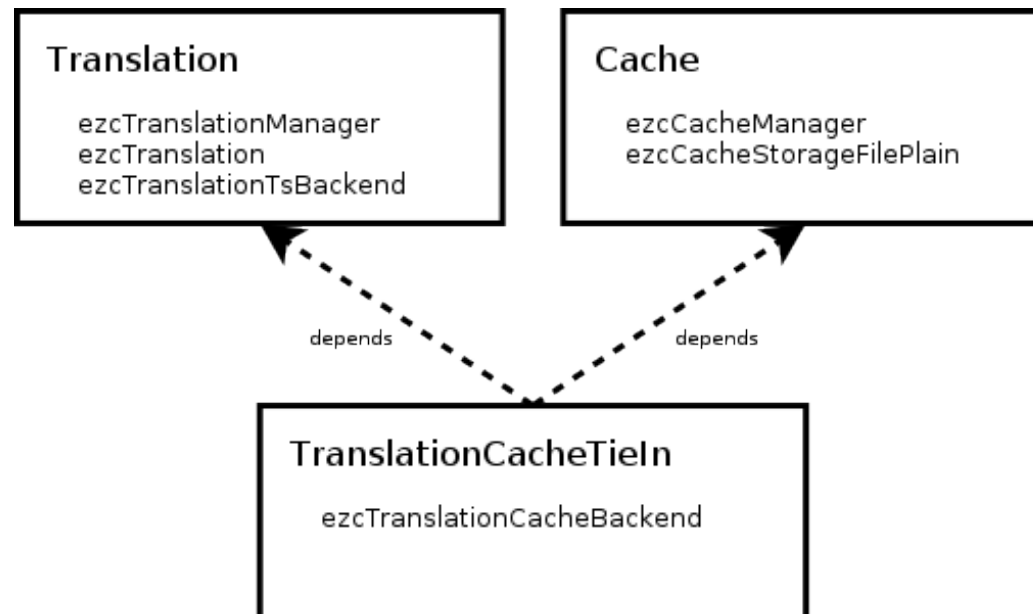 Translation
ezcTranslationManager
ezcTranslation
ezcTranslationTsBackend
Cache
ezcCacheManager
ezcCacheStorageFilePlain
depends
depends
TranslationCacheTieIn
ezcTranslationCacheBackend